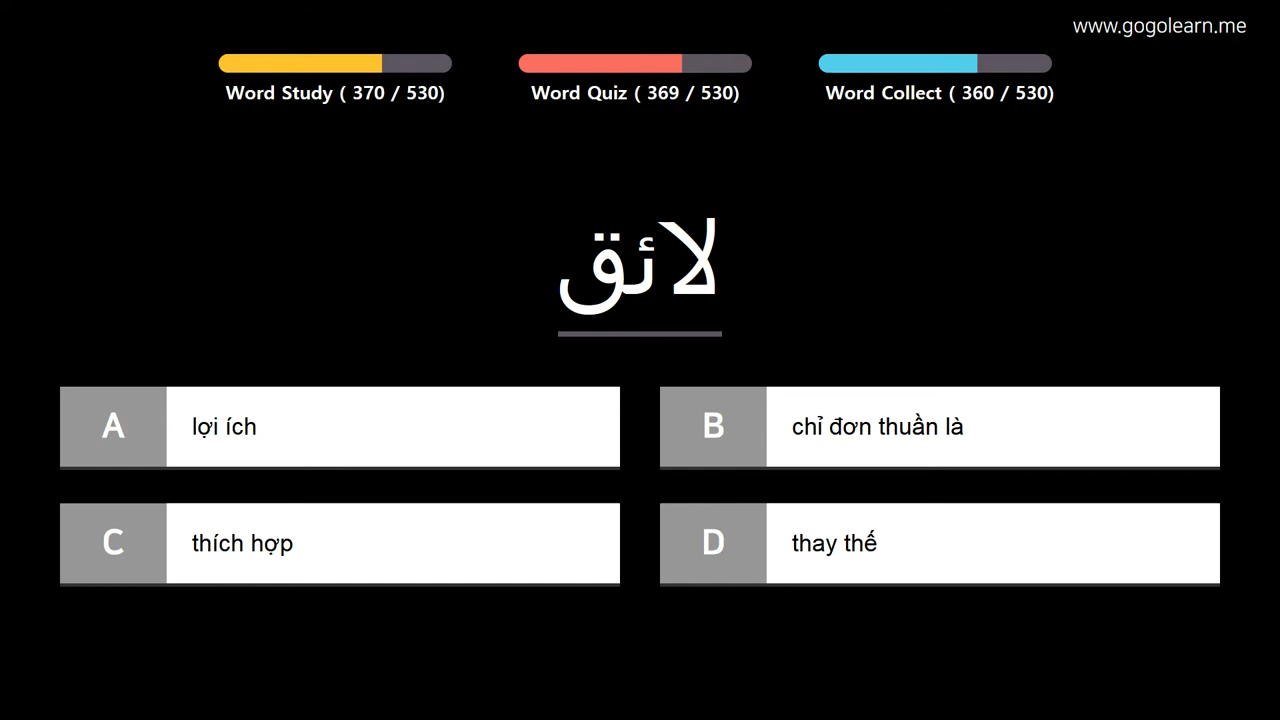 www.gogolearn.me
Word Study ( 370 / 530)
Word Quiz ( 369 / 530)
Word Collect ( 360 / 530)
لائق
A
lợi ích
B
chỉ đơn thuần là
C
thích hợp
D
thay thế